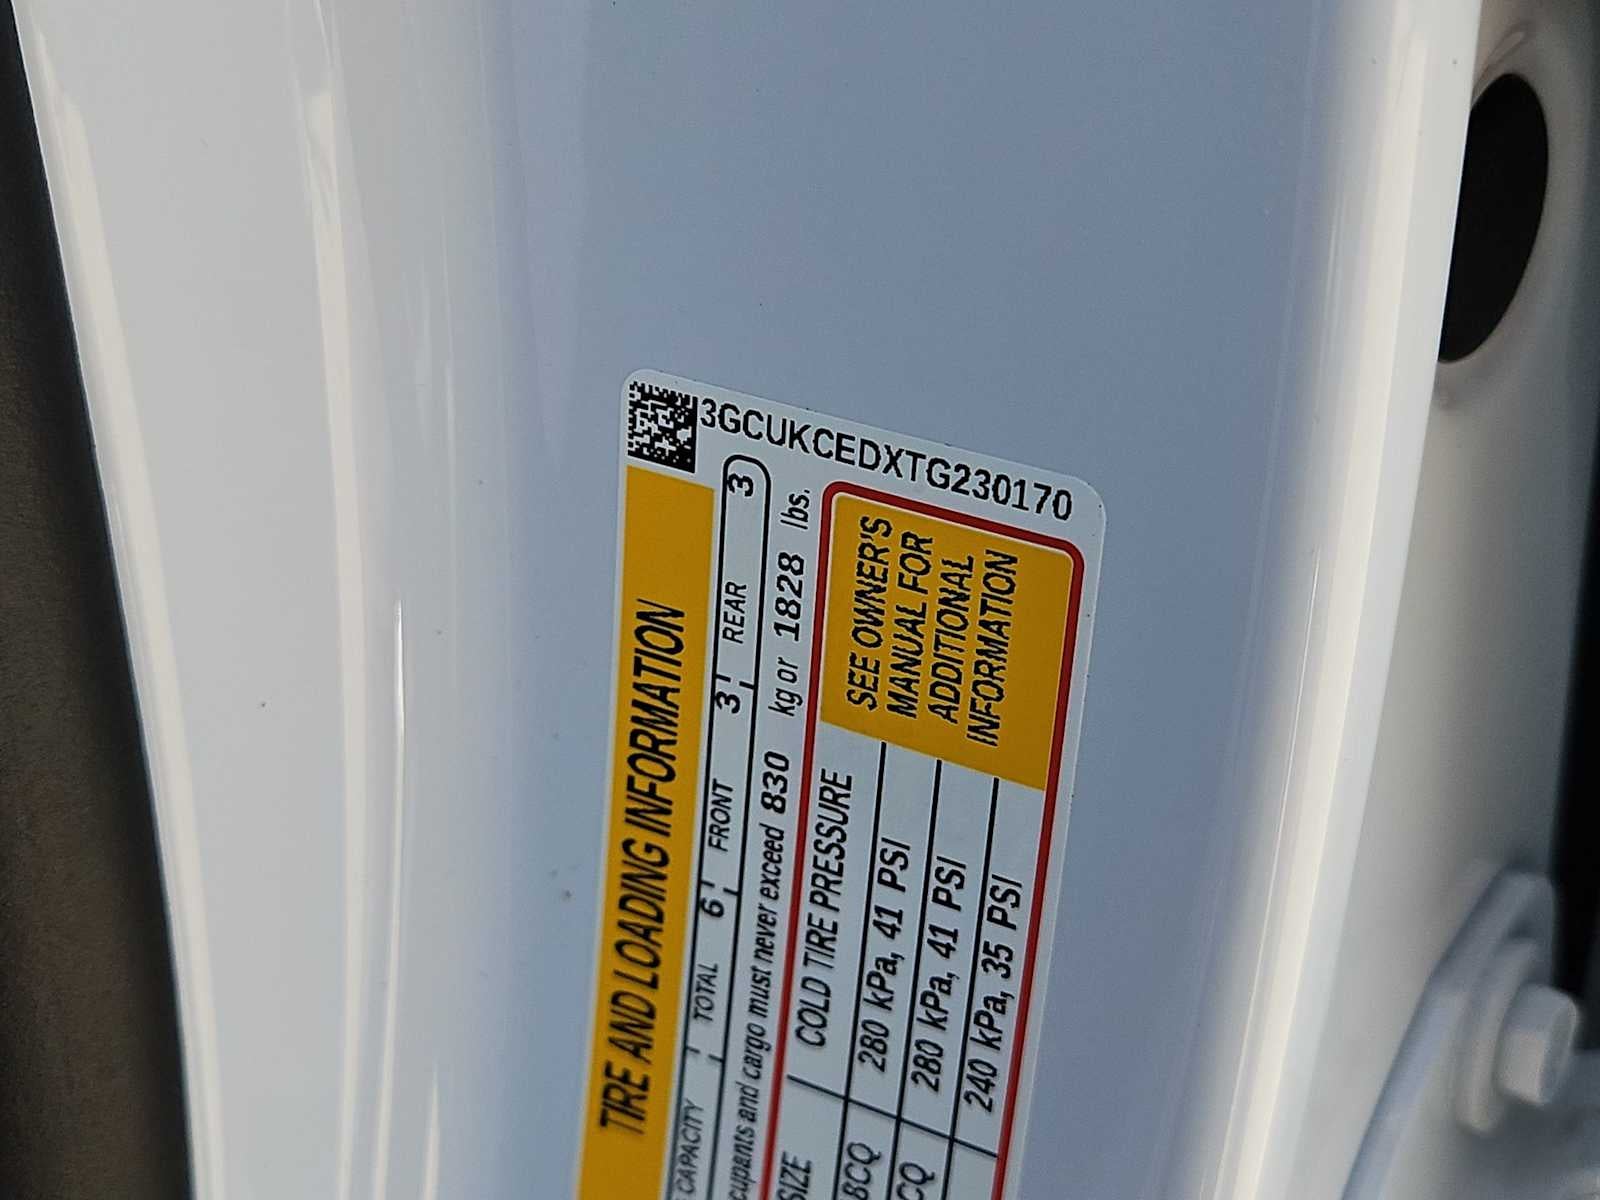 3GCUKCEDXTG230170
TIRE AND LOADING INFORMATION
CAPACITY TOTAL 6 FRONT 3 REAR 3
and cargo must never exceed 830 kg or 1828 lbs.
SIZE COLD TIRE PRESSURE
280 kPa, 41 PSI
280 kPa, 41 PSI
240 kPa, 35 PSI
SEE OWNER'S
MANUAL FOR
ADDITIONAL
INFORMATION